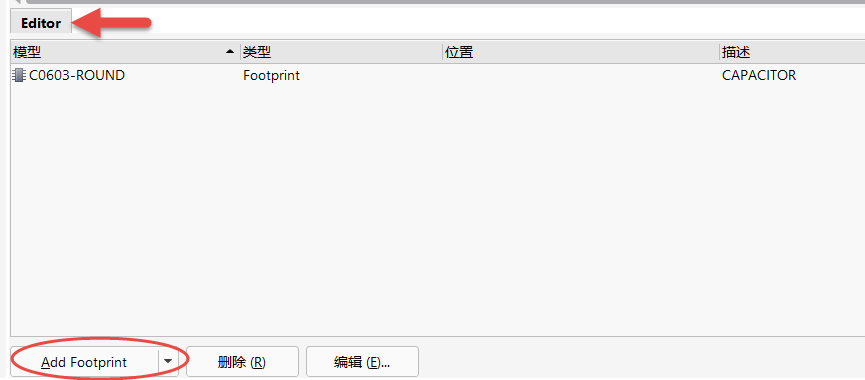 Editor
模型 类型 位置 描述
C0603-ROUND Footprint CAPACITOR
Add Footprint 删除 (R) 编辑 (E)...